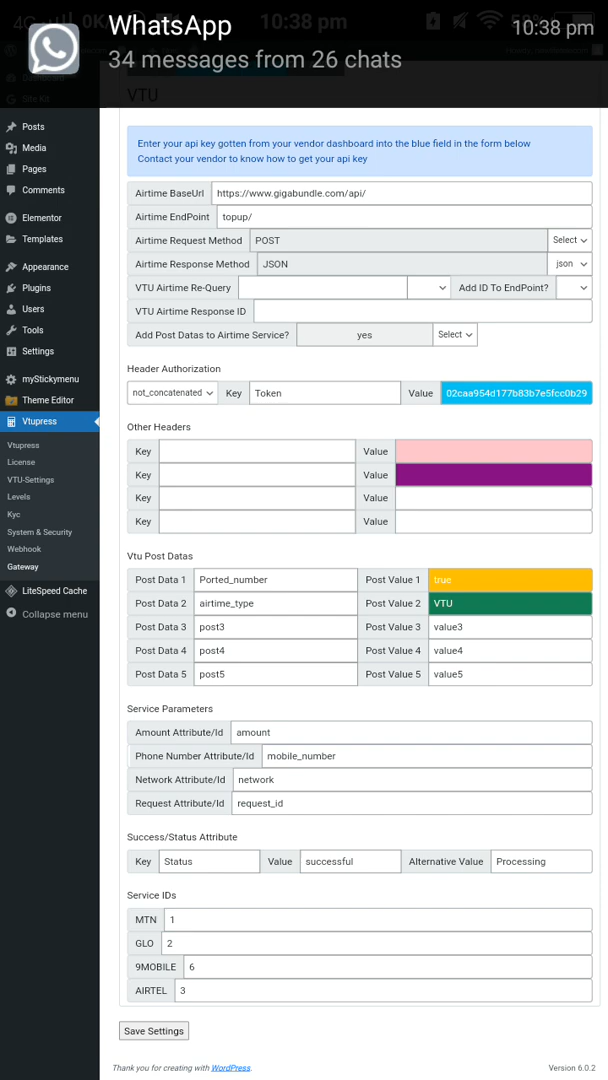 WhatsApp
10:38 pm
34 messages from 26 chats
VTU
Enter your api key gotten from your vendor dashboard into the blue field in the form below
Contact your vendor to know how to get your api key
Airtime BaseUrl https://www.gigabundle.com/api/
Airtime EndPoint topup/
Airtime Request Method POST Select
Airtime Response Method JSON json
VTU Airtime Re-Query Add ID To EndPoint?
VTU Airtime Response ID
Add Post Datas to Airtime Service? yes Select
Header Authorization
not_concatenated Key Token Value 02caa954d177b83b7e5fcc0b29
Other Headers
Key Value
Key Value
Key Value
Key Value
Vtu Post Datas
Post Data 1 Ported_number Post Value 1 true
Post Data 2 airtime_type Post Value 2 VTU
Post Data 3 post3 Post Value 3 value3
Post Data 4 post4 Post Value 4 value4
Post Data 5 post5 Post Value 5 value5
Service Parameters
Amount Attribute/Id amount
Phone Number Attribute/Id mobile_number
Network Attribute/Id network
Request Attribute/Id request_id
Success/Status Attribute
Key Status Value successful Alternative Value Processing
Service IDs
MTN 1
GLO 2
9MOBILE 6
AIRTEL 3
Save Settings
Thank you for creating with WordPress.
Version 6.0.2
Site Kit
Posts
Media
Pages
Comments
Elementor
Templates
Appearance
Plugins
Users
Tools
Settings
myStickymenu
Theme Editor
Vtupress
Vtupress
License
VTU-Settings
Levels
Kyc
System & Security
Webhook
Gateway
LiteSpeed Cache
Collapse menu